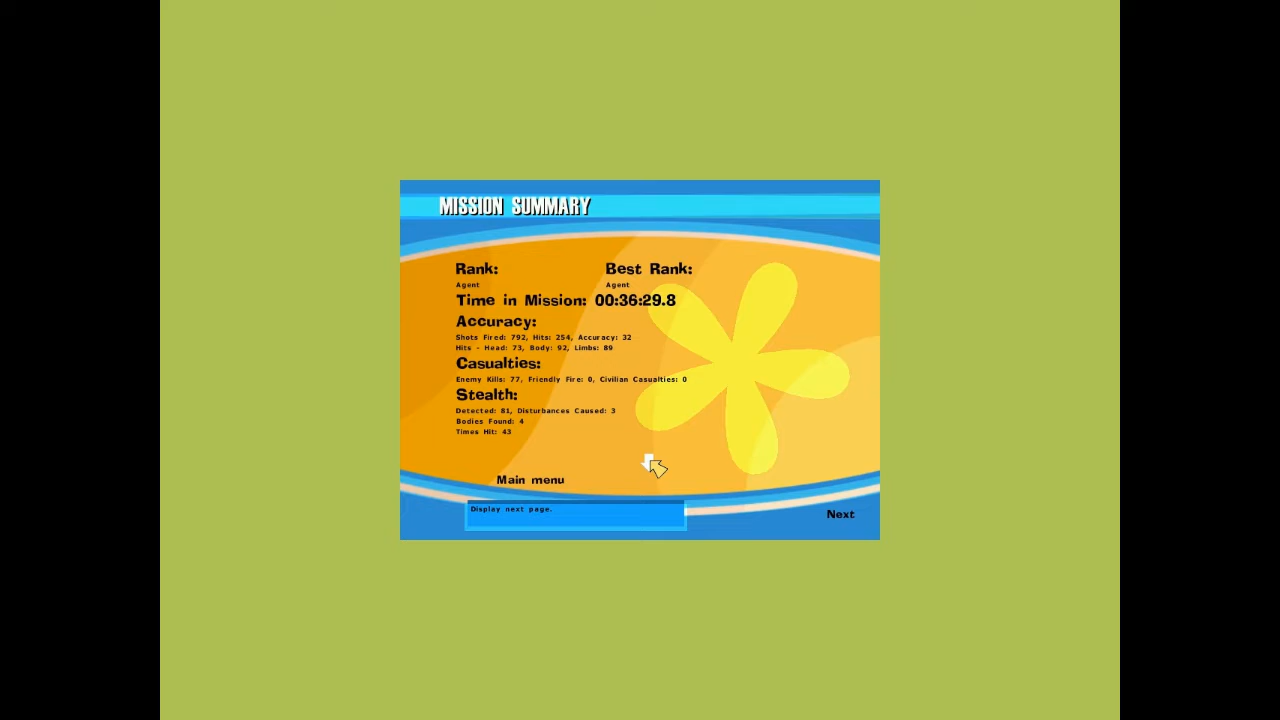 MISSION SUMMARY
Rank: Best Rank:
Agent Agent
Time in Mission: 00:36:29.8
Accuracy:
Shots Fired: 792, Hits: 254, Accuracy: 32
Hits - Head: 73, Body: 92, Limbs: 89
Casualties:
Enemy Kills: 77, Friendly Fire: 0, Civilian Casualties: 0
Stealth:
Detected: 81, Disturbances Caused: 3
Bodies Found: 4
Times Hit: 43
Main menu
Display next page.
Next